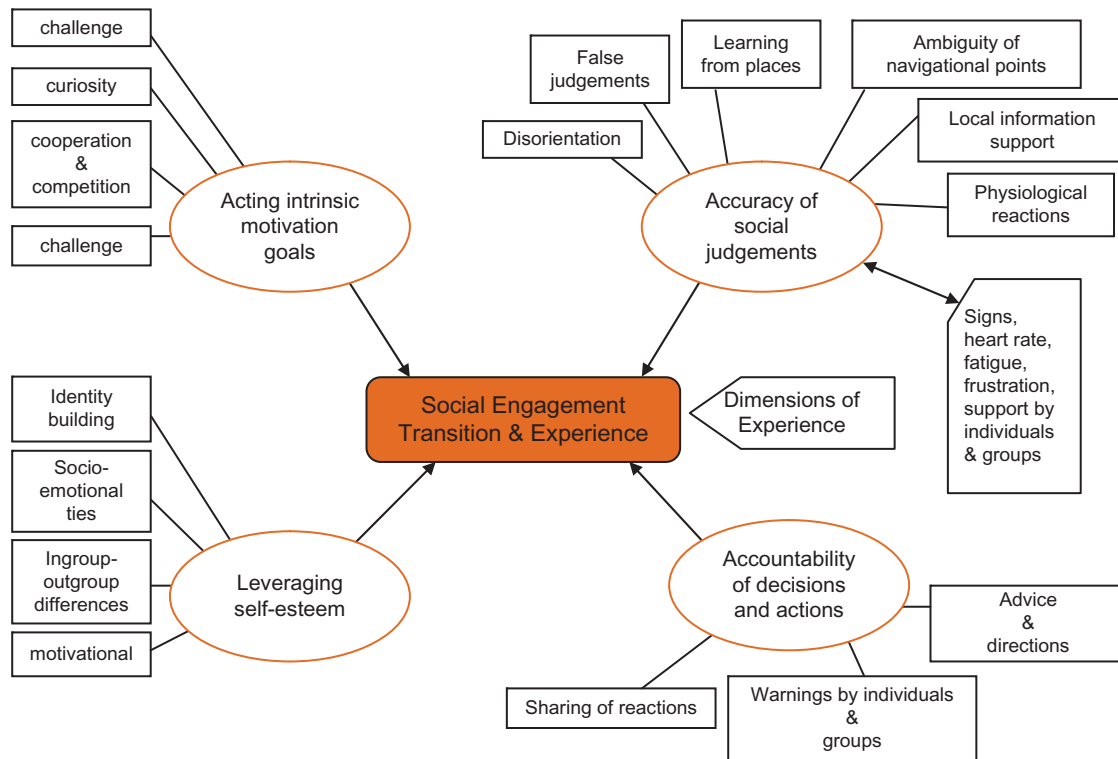 challenge
curiosity
cooperation
&
competition
challenge
Acting intrinsic
motivation
goals
False
judgements
Learning
from places
Ambiguity of
navigational points
Disorientation
Local information
support
Physiological
reactions
Accuracy of
social
judgements
Signs,
heart rate,
fatigue,
frustration,
support by
individuals
& groups
Social Engagement
Transition & Experience
Dimensions of
Experience
Identity
building
Socio-
emotional
ties
Ingroup-
outgroup
differences
motivational
Leveraging
self-esteem
Accountability
of decisions
and actions
Advice
&
directions
Sharing of reactions
Warnings by individuals
&
groups